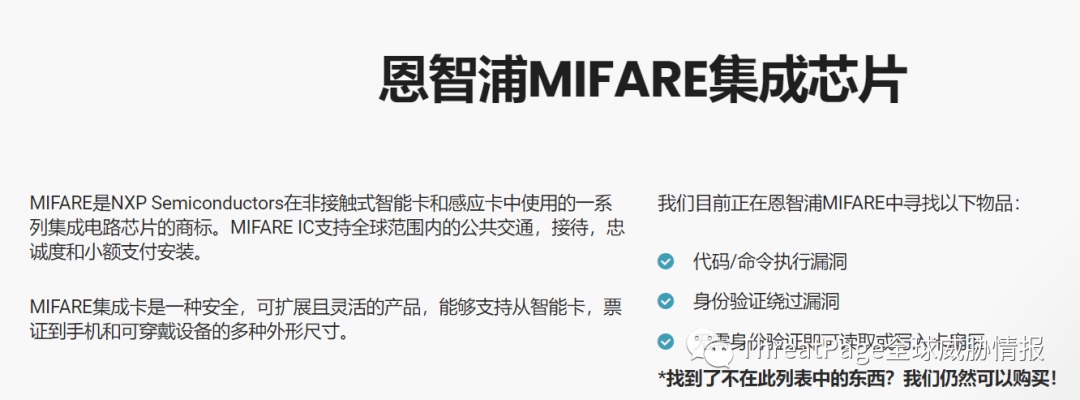 恩智浦MIFARE集成芯片
MIFARE是NXP Semiconductors在非接触式智能卡和感应卡中使用的一系
列集成电路芯片的商标。MIFARE IC支持全球范围内的公共交通，接待，忠
诚度和小额支付安装。
MIFARE集成卡是一种安全，可扩展且灵活的产品，能够支持从智能卡，票
证到手机和可穿戴设备的多种外形尺寸。
我们目前正在恩智浦MIFARE中寻找以下物品：
代码/命令执行漏洞
身份验证绕过漏洞
需身份验证即可读取或写入卡扇区
ThreatPage全球威胁情报
*找到了不在此列表中的东西？我们仍然可以购买！